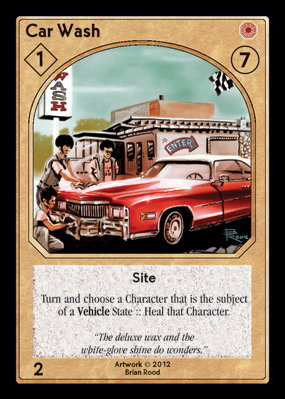 Car Wash
1
7
WASH
ENTER
Site
Turn and choose a Character that is the subject
of a Vehicle State :: Heal that Character.
"The deluxe wax and the
white-glove shine do wonders."
2
Artwork © 2012
Brian Rood